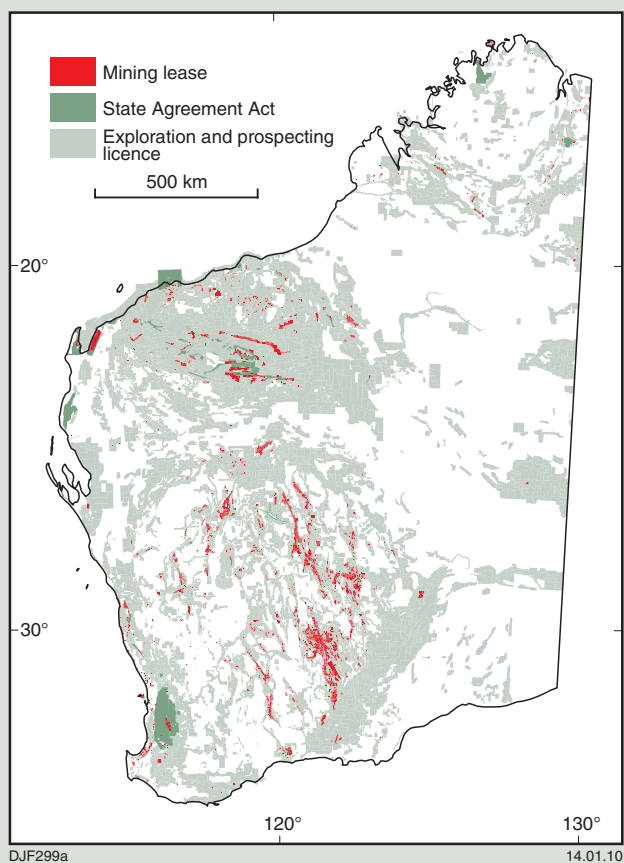 Mining lease
State Agreement Act
Exploration and prospecting
licence
500 km
20°
30°
120°
130°
DJF299a
14.01.10